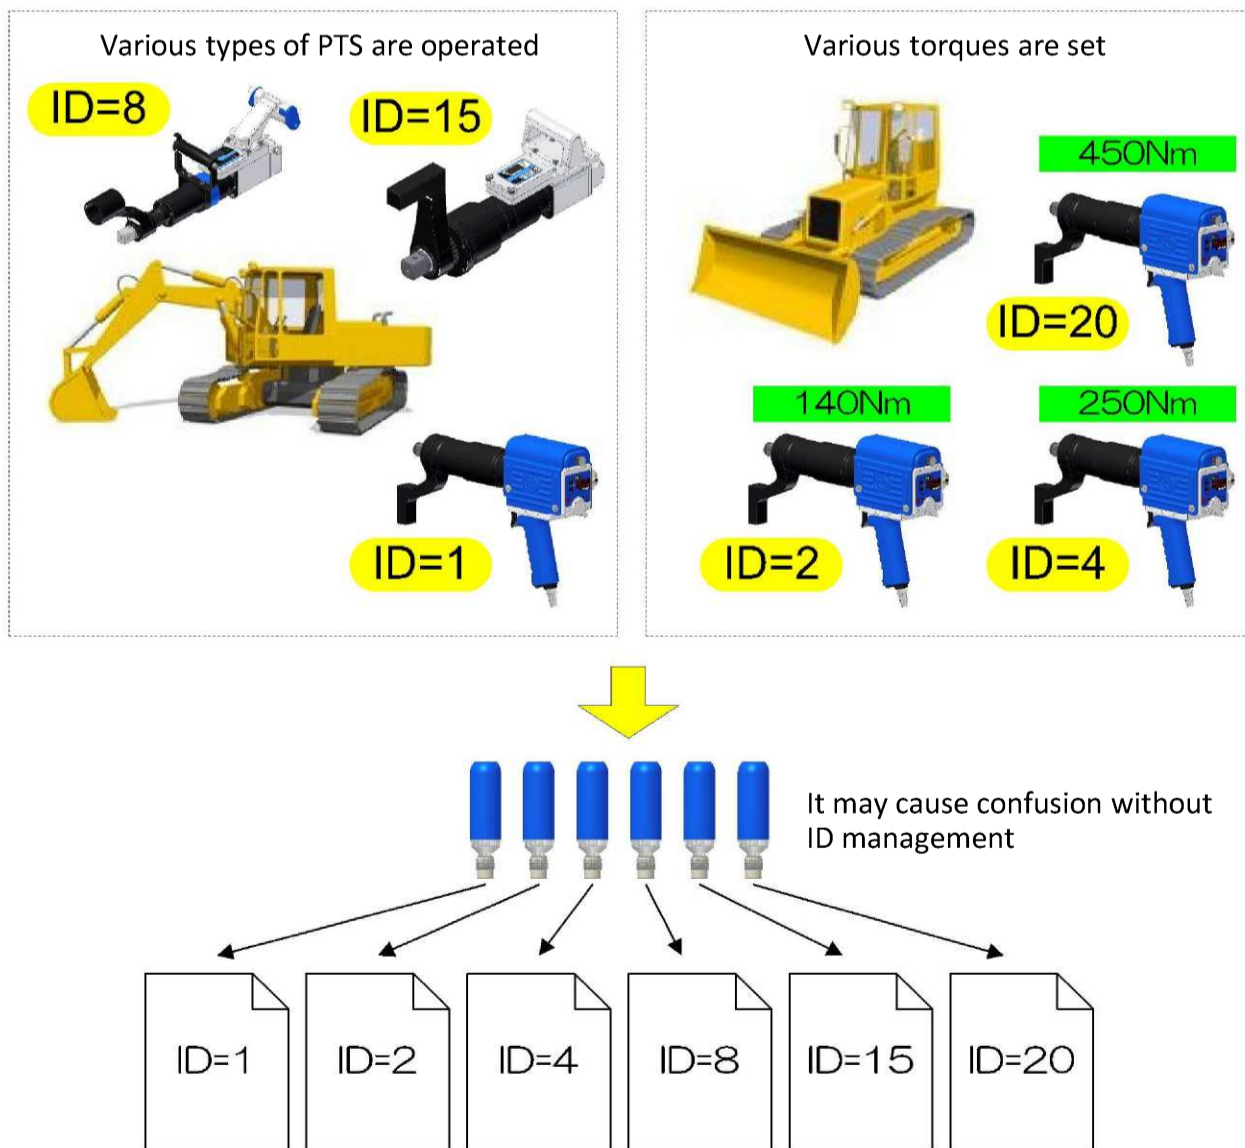 Various types of PTS are operated
ID=8
ID=15
ID=1
Various torques are set
450Nm
ID=20
140Nm
250Nm
ID=2
ID=4
It may cause confusion without
ID management
ID=1
ID=2
ID=4
ID=8
ID=15
ID=20